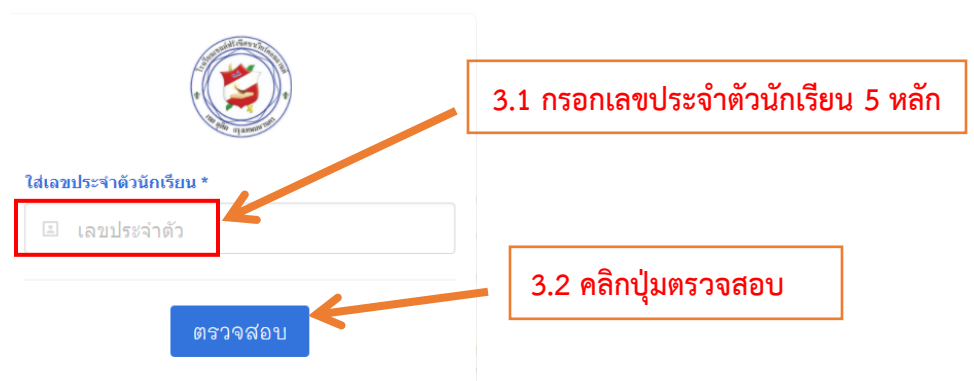 3.1 กรอกเลขประจำตัวนักเรียน 5 หลัก
ใส่เลขประจำตัวนักเรียน *
เลขประจำตัว
3.2 คลิกปุ่มตรวจสอบ
ตรวจสอบ